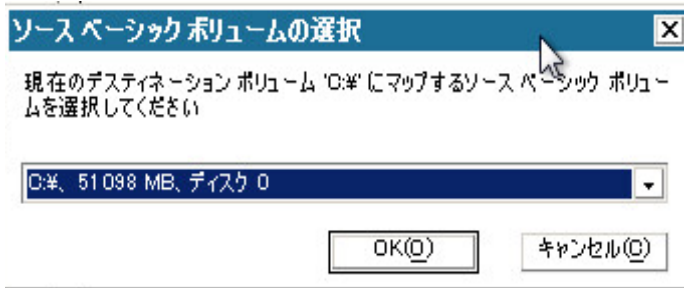 ソース ベーシック ボリュームの選択
現在のデスティネーション ボリューム 'C:¥' にマップするソース ベーシック ボリュー
ムを選択してください
C:¥、51098 MB、ディスク 0
OK(O)
キャンセル(C)